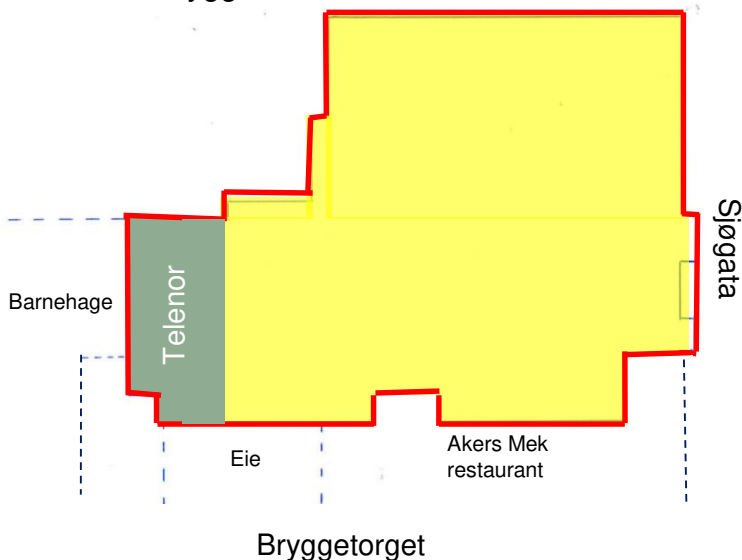 Sjøgata
Telenor
Barnehage
Eie
Akers Mek
restaurant
Bryggetorget